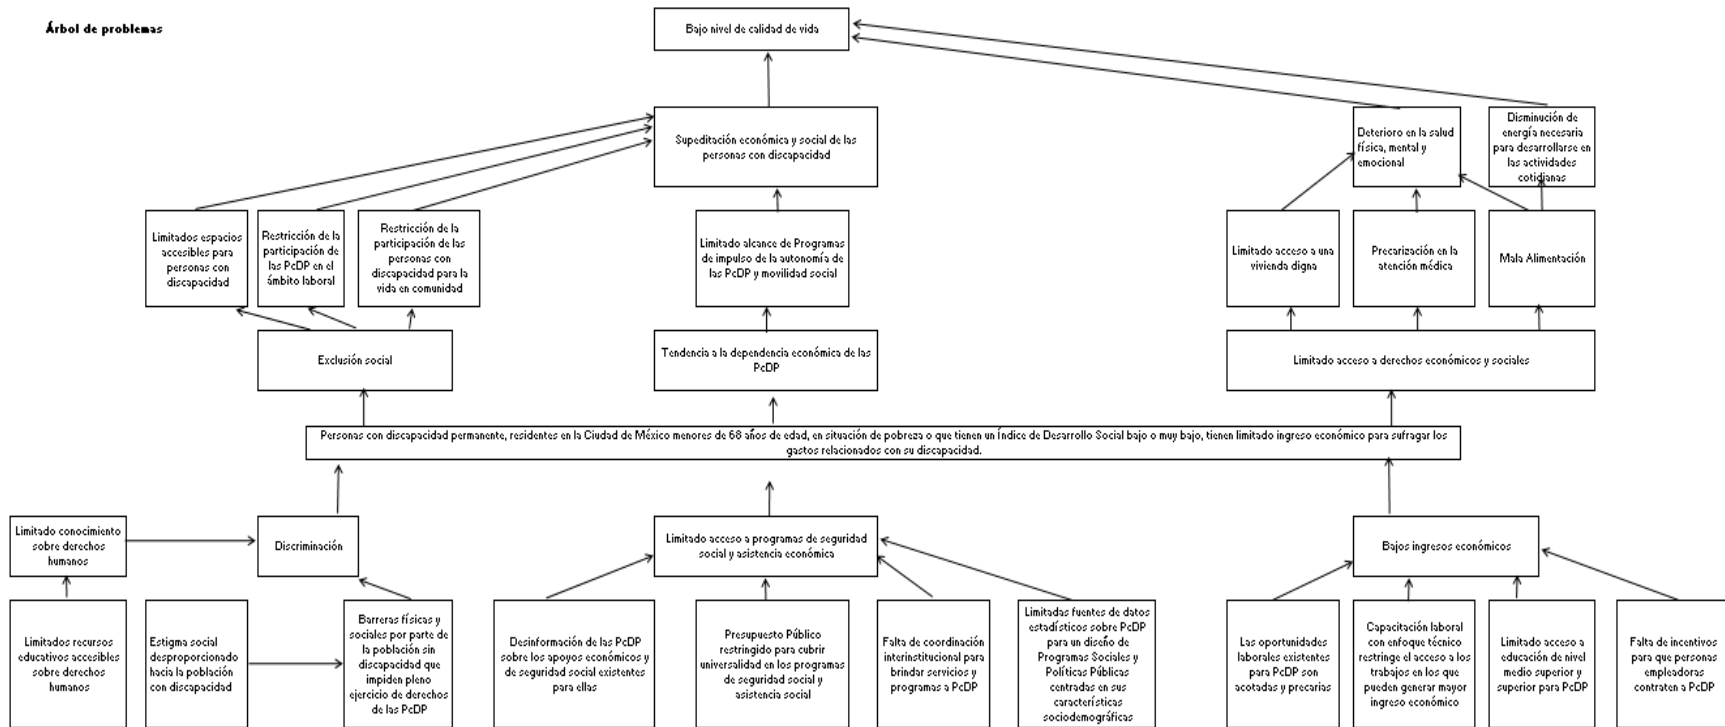 Árbol de problemas
Bajo nivel de calidad de vida
Supeditación económica y social de las
personas con discapacidad
Deterioro en la salud
física, mental y
emocional
Disminución de
energía necesaria
para desarrollarse en
las actividades
cotidianas
Limitados espacios
accesibles para
personas con
discapacidad
Restricción de la
participación de
las PcDP en el
ámbito laboral
Restricción de la
participación de las
personas con
discapacidad para la
vida en comunidad
Limitado alcance de Programas
de impulso de la autonomía de
las PcDP y movilidad social
Limitado acceso a una
vivienda digna
Precarización en la
atención médica
Mala Alimentación
Exclusión social
Tendencia a la dependencia económica de las
PcDP
Limitado acceso a derechos económicos y sociales
Personas con discapacidad permanente, residentes en la Ciudad de México menores de 68 años de edad, en situación de pobreza o que tienen un Índice de Desarrollo Social bajo o muy bajo, tienen limitado ingreso económico para sufragar los
gastos relacionados con su discapacidad.
Limitado conocimiento
sobre derechos
humanos
Discriminación
Limitado acceso a programas de seguridad
social y asistencia económica
Bajos ingresos económicos
Limitados recursos
educativos accesibles
sobre derechos
humanos
Estigma social
desproporcionado
hacia la población
con discapacidad
Barreras físicas y
sociales por parte de
la población sin
discapacidad que
impiden pleno
ejercicio de derechos
de las PcDP
Desinformación de las PcDP
sobre los apoyos económicos y
de seguridad social existentes
para ellas
Presupuesto Público
restringido para cubrir
universalidad en los programas
de seguridad social y
asistencia social
Falta de coordinación
interinstitucional para
brindar servicios y
programas a PcDP
Limitadas fuentes de datos
estadísticos sobre PcDP
para un diseño de
Programas Sociales y
Políticas Públicas
centradas en sus
características
sociodemográficas
Las oportunidades
laborales existentes
para PcDP son
acotadas y precarias
Capacitación laboral
con enfoque técnico
restringe el acceso a los
trabajos en los que
pueden generar mayor
ingreso económico
Limitado acceso a
educación de nivel
medio superior y
superior para PcDP
Falta de incentivos
para que personas
empleadoras
contraten a PcDP